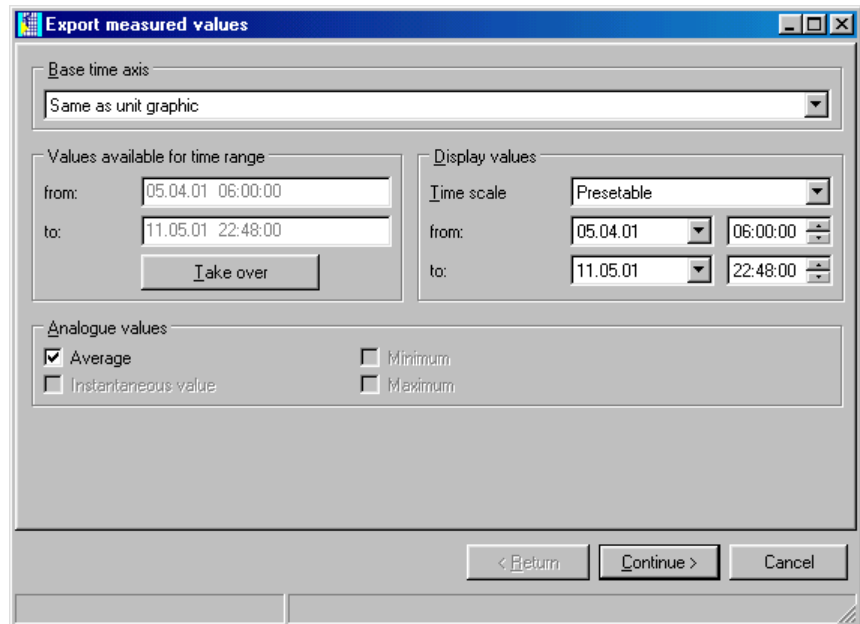 Export measured values
Base time axis
Same as unit graphic
Values available for time range
from: 05.04.01 06:00:00
to: 11.05.01 22:48:00
Take over
Display values
Time scale Presetable
from: 05.04.01 06:00:00
to: 11.05.01 22:48:00
Analogue values
Average
Minimum
Instantaneous value
Maximum
< Return Continue > Cancel